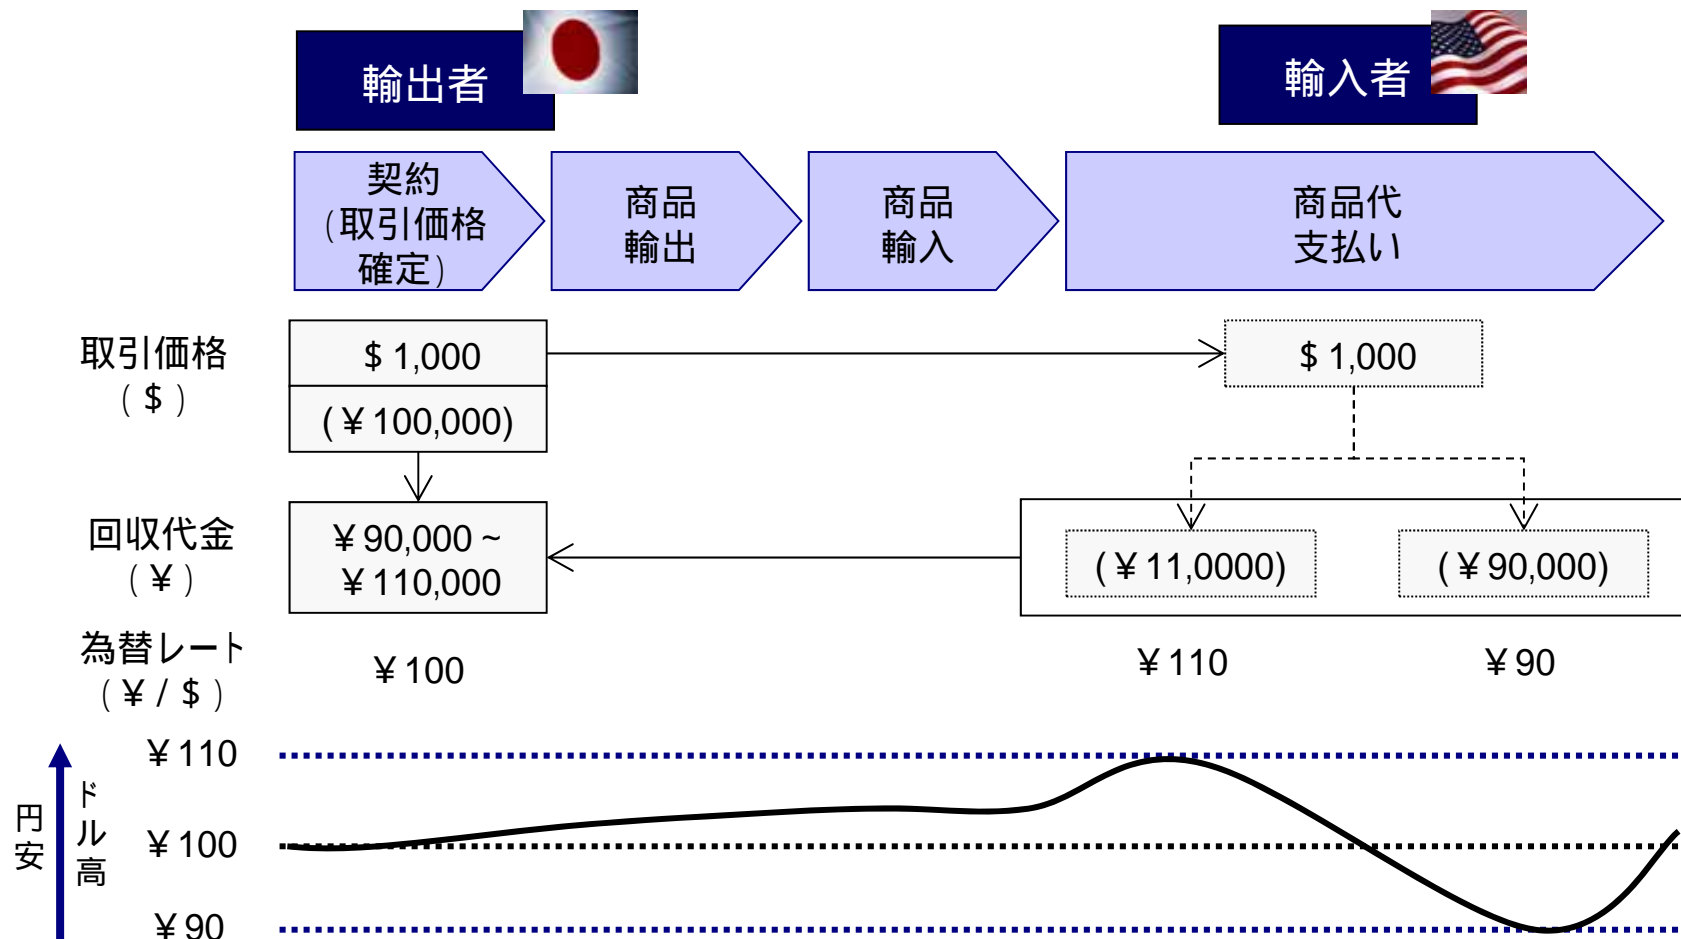 輸出者
輸入者
契約
(取引価格
確定)
商品
輸出
商品
輸入
商品代
支払い
取引価格
($)
$1,000
(¥100,000)
$1,000
回収代金
(¥)
¥90,000~
¥110,000
(¥11,0000)
(¥90,000)
為替レート
(¥/$)
¥100
¥110
¥90
¥110
¥100
¥90
円安
ドル高